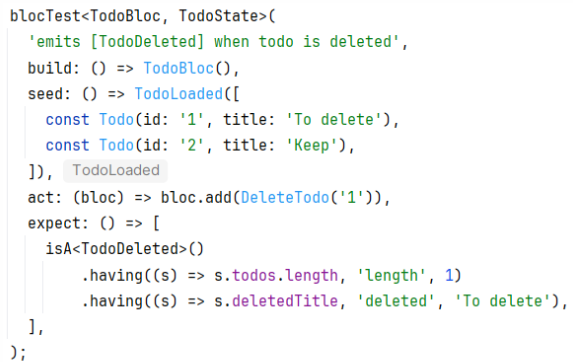 blocTest<TodoBloc, TodoState>(
  'emits [TodoDeleted] when todo is deleted',
  build: () => TodoBloc(),
  seed: () => TodoLoaded([
    const Todo(id: '1', title: 'To delete'),
    const Todo(id: '2', title: 'Keep'),
  ]), TodoLoaded
  act: (bloc) => bloc.add(DeleteTodo('1')),
  expect: () => [
    isA<TodoDeleted>()
        .having((s) => s.todos.length, 'length', 1)
        .having((s) => s.deletedTitle, 'deleted', 'To delete'),
  ],
);